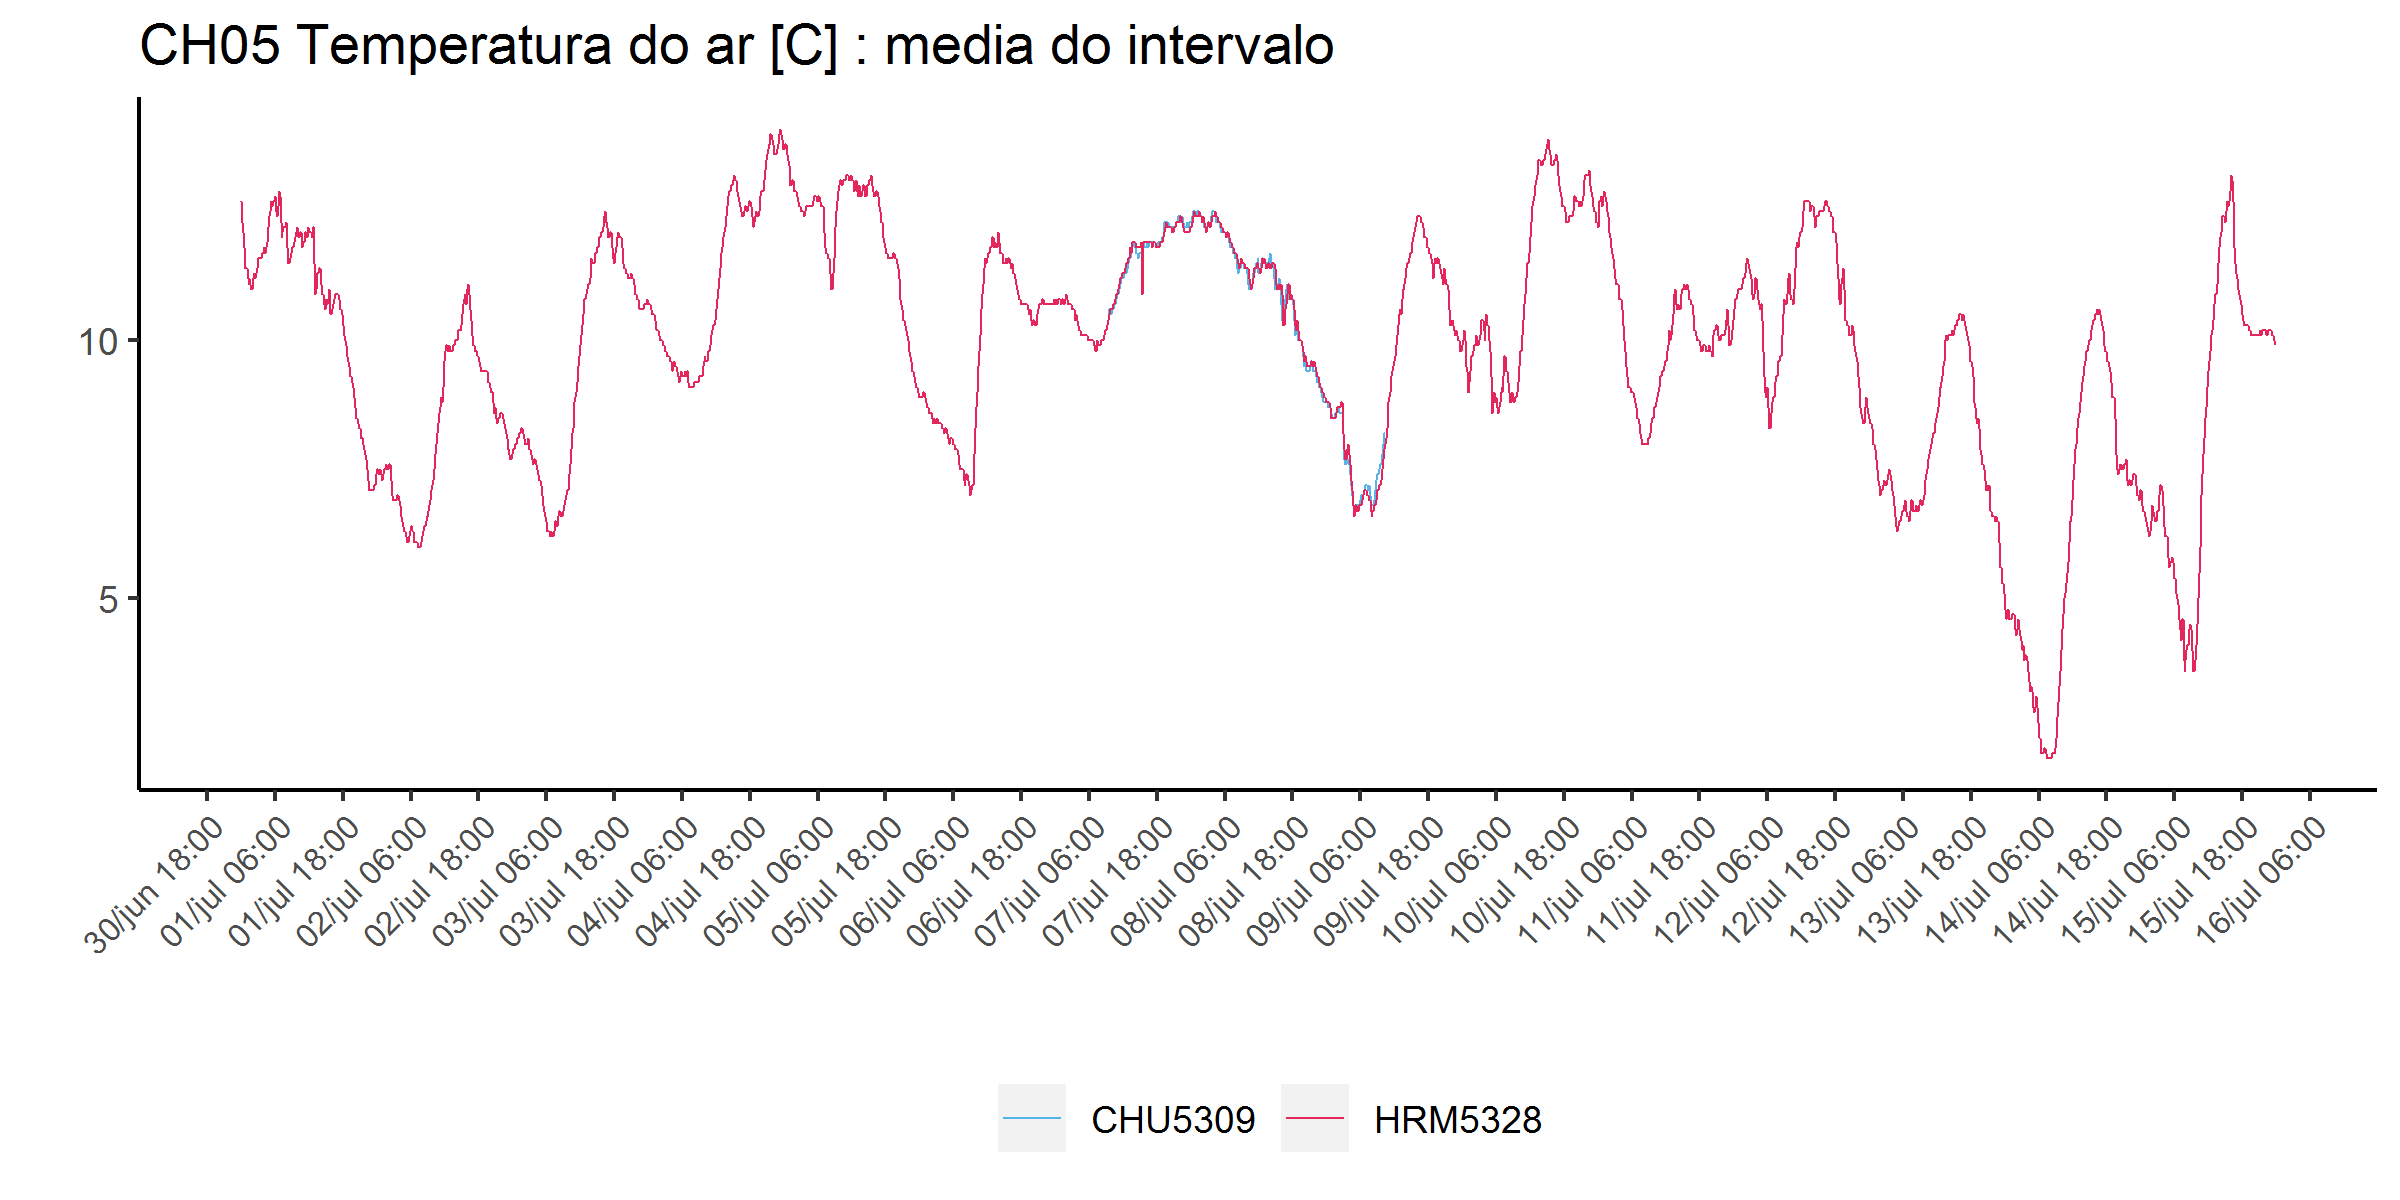 CH05 Temperatura do ar [C] : media do intervalo
10
5
30/jun 18:00
01/jul 06:00
01/jul 18:00
02/jul 06:00
02/jul 18:00
03/jul 06:00
03/jul 18:00
04/jul 06:00
04/jul 18:00
05/jul 06:00
05/jul 18:00
06/jul 06:00
06/jul 18:00
07/jul 06:00
07/jul 18:00
08/jul 06:00
08/jul 18:00
09/jul 06:00
09/jul 18:00
10/jul 06:00
10/jul 18:00
11/jul 06:00
11/jul 18:00
12/jul 06:00
12/jul 18:00
13/jul 06:00
13/jul 18:00
14/jul 06:00
14/jul 18:00
15/jul 06:00
15/jul 18:00
16/jul 06:00
CHU5309 HRM5328